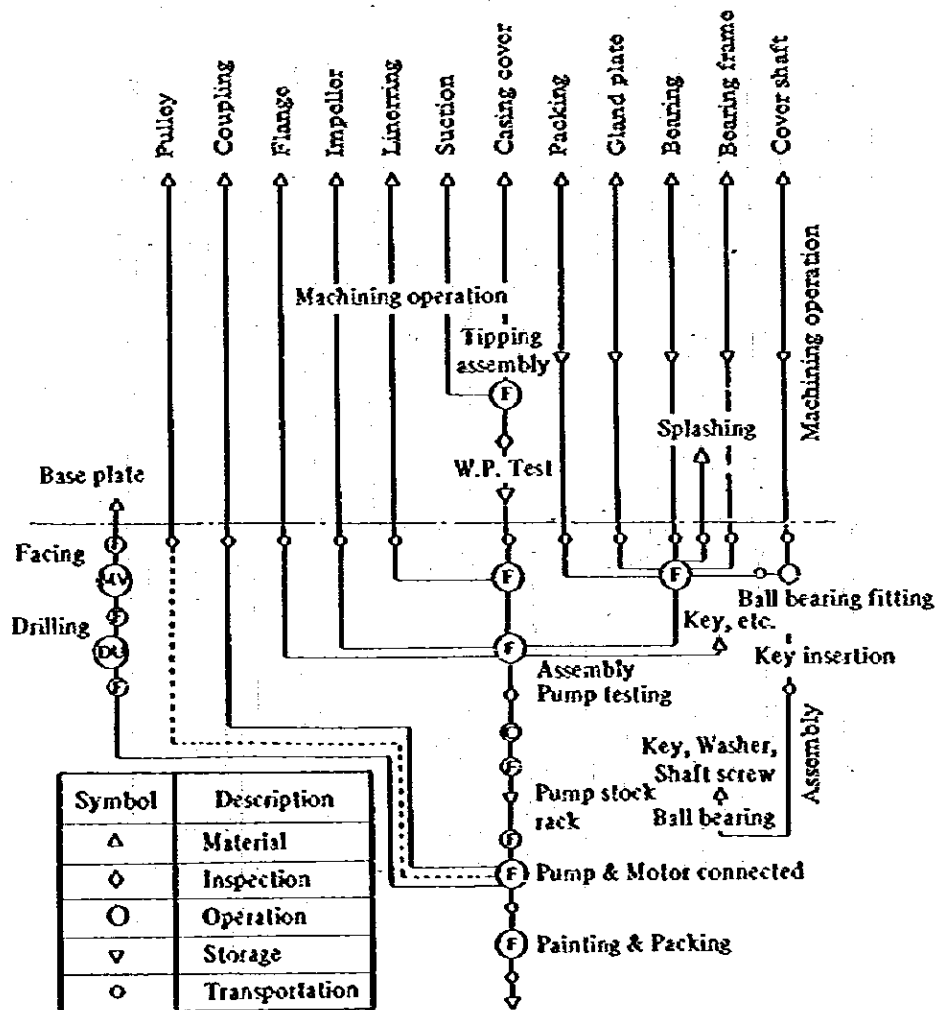 Pulley
Coupling
Flange
Impeller
Linerring
Suction
Casing cover
Packing
Gland plate
Bearing
Bearing frame
Cover shaft
Machining operation
Machining operation
Tipping
assembly
F
W.P. Test
Splashing
Base plate
Facing
F
F
F
Drilling
DU
F
F
F
Ball bearing fitting
Key, etc.
F
Assembly
Pump testing
Key insertion
Assembly
F
Key, Washer,
Shaft screw
Ball bearing
Pump stock
rack
F
F
Pump & Motor connected
F
Painting & Packing
Symbol Description
Material
Inspection
Operation
Storage
Transportation